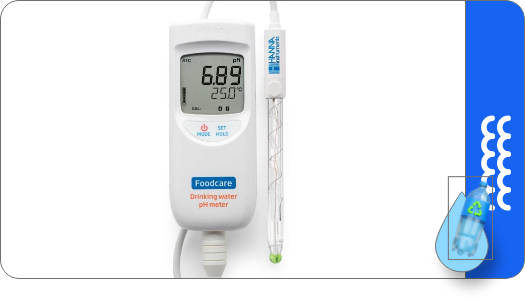 ATC pH
6.89
25.0 °C
CAL:
MODE
SET
HOLD
HANNA
instruments
Foodcare
Drinking water
pH meter